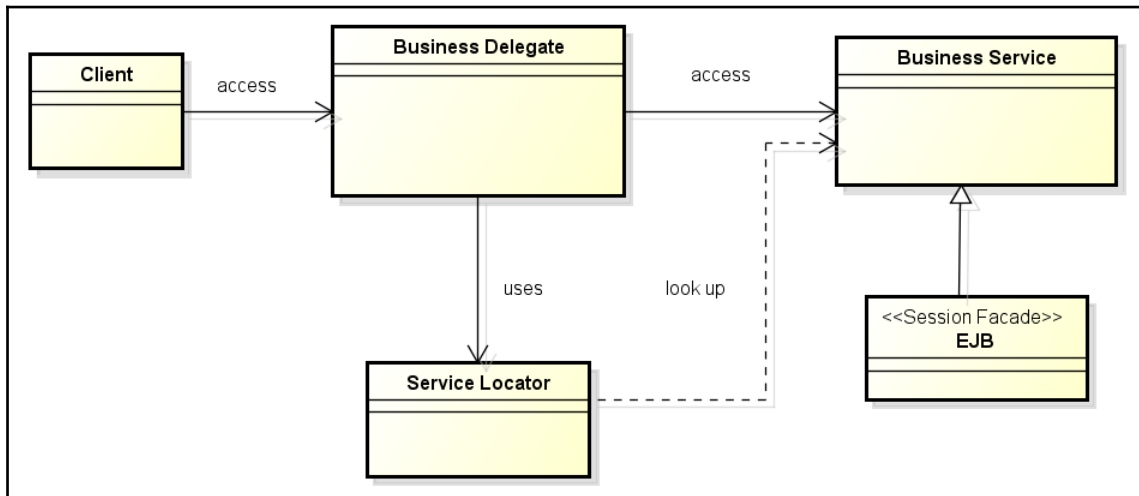 Client
access
Business Delegate
access
Business Service
uses
look up
<<Session Facade>>
EJB
Service Locator